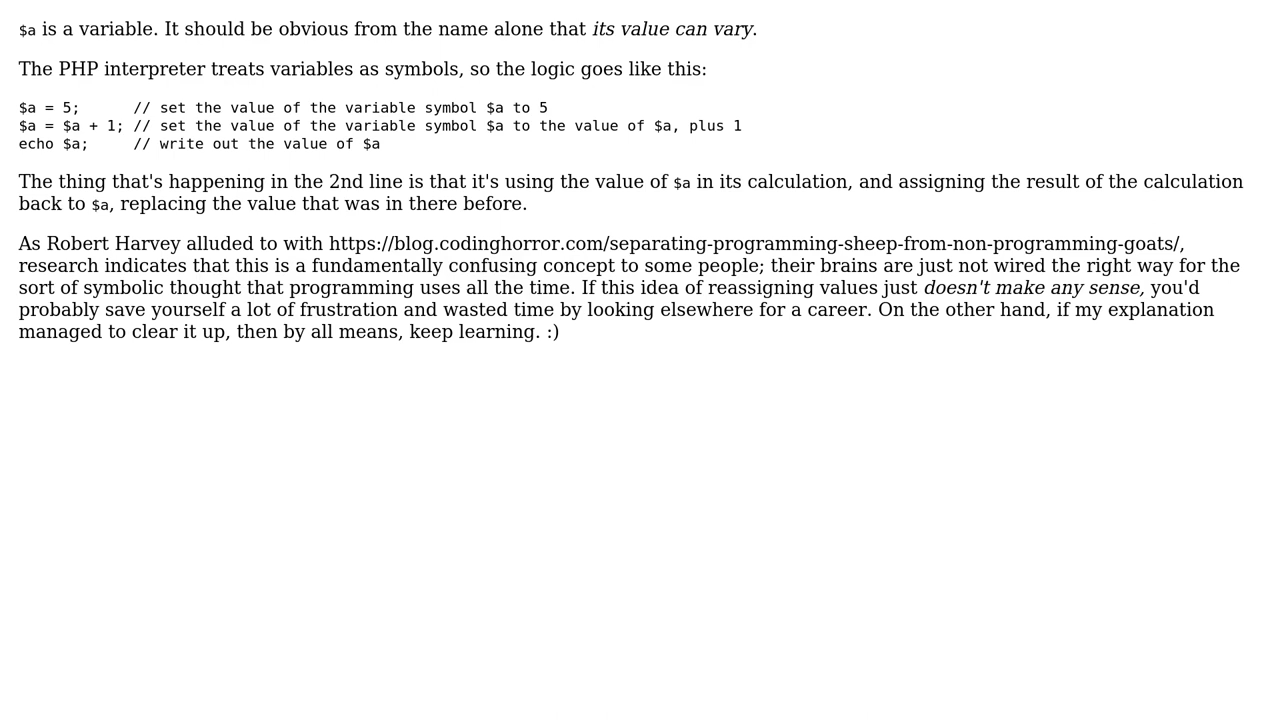 $a is a variable. It should be obvious from the name alone that its value can vary.
The PHP interpreter treats variables as symbols, so the logic goes like this:
$a = 5;      // set the value of the variable symbol $a to 5
$a = $a + 1; // set the value of the variable symbol $a to the value of $a, plus 1
echo $a;     // write out the value of $a
The thing that's happening in the 2nd line is that it's using the value of $a in its calculation, and assigning the result of the calculation
back to $a, replacing the value that was in there before.
As Robert Harvey alluded to with https://blog.codinghorror.com/separating-programming-sheep-from-non-programming-goats/,
research indicates that this is a fundamentally confusing concept to some people; their brains are just not wired the right way for the
sort of symbolic thought that programming uses all the time. If this idea of reassigning values just doesn't make any sense, you'd
probably save yourself a lot of frustration and wasted time by looking elsewhere for a career. On the other hand, if my explanation
managed to clear it up, then by all means, keep learning. :)